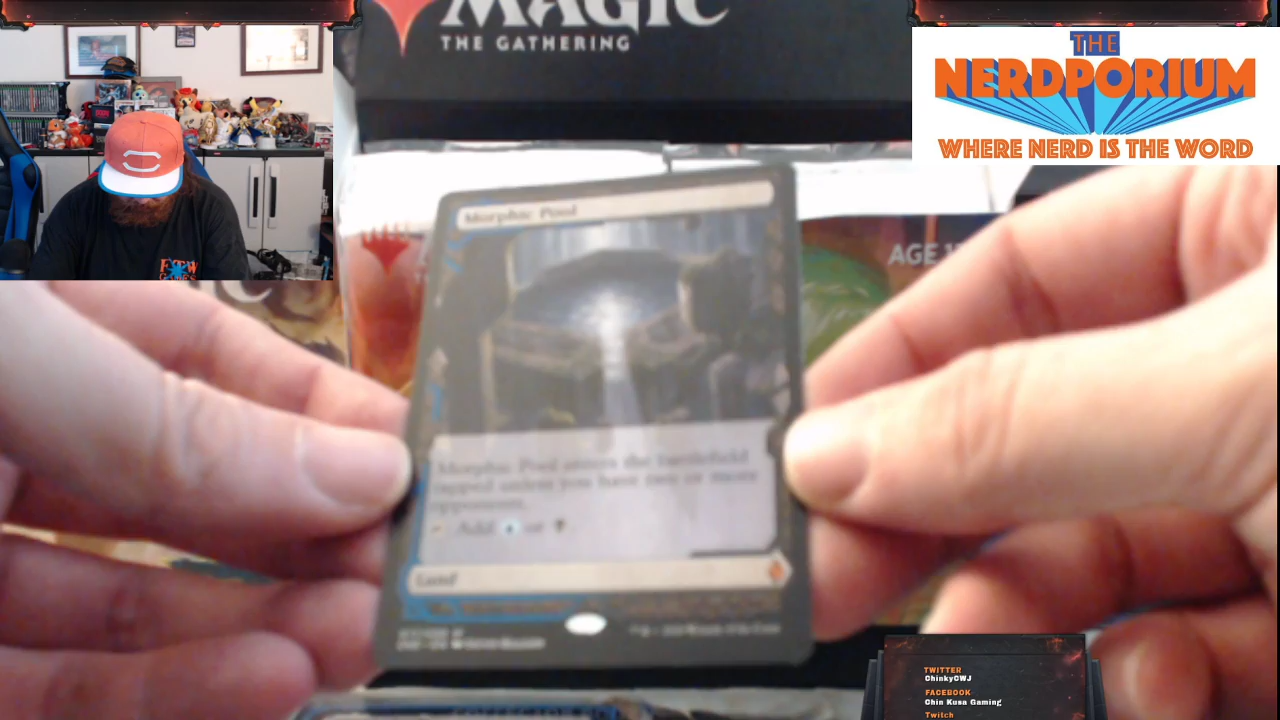 MAGIC
THE GATHERING
THE
NERDPORIUM
WHERE NERD IS THE WORD
Morphic Pool
AGE 1
Morphic Pool enters the battlefield
tapped unless you have two or more
opponents.
Add or
Land
FTW
TWITTER
ChinkyCWJ
FACEBOOK
Chin Kusa Gaming
Twitch